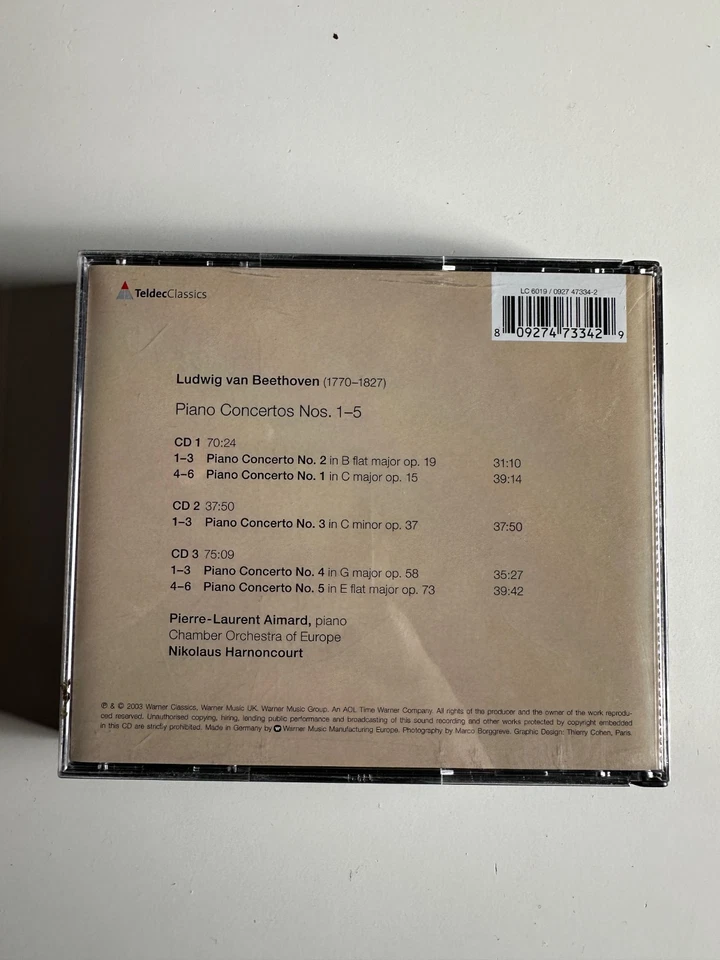 TeldecClassics
LC 6019 / 0927 47334-2
8 09274 73342 9
Ludwig van Beethoven (1770–1827)
Piano Concertos Nos. 1–5
CD 1 70:24
1–3 Piano Concerto No. 2 in B flat major op. 19 31:10
4–6 Piano Concerto No. 1 in C major op. 15 39:14
CD 2 37:50
1–3 Piano Concerto No. 3 in C minor op. 37 37:50
CD 3 75:09
1–3 Piano Concerto No. 4 in G major op. 58 35:27
4–6 Piano Concerto No. 5 in E flat major op. 73 39:42
Pierre-Laurent Aimard, piano
Chamber Orchestra of Europe
Nikolaus Harnoncourt
℗ & © 2003 Warner Classics, Warner Music UK. Warner Music Group. An AOL Time Warner Company. All rights of the producer and the owner of the work reprodu-
ced reserved. Unauthorised copying, hiring, lending public performance and broadcasting of this sound recording and other works protected by copyright embedded
in this CD are strictly prohibited. Made in Germany by Warner Music Manufacturing Europe. Photography by Marco Borggreve. Graphic Design: Thierry Cohen, Paris.